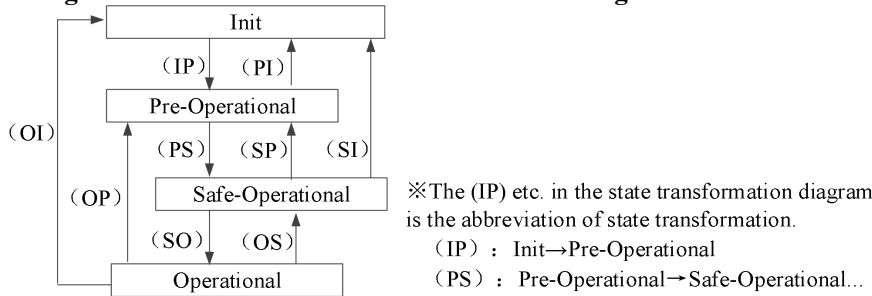 Init
（IP）
（PI）
Pre-Operational
（OI）
（PS）
（SP）
（SI）
（OP）
Safe-Operational
（SO）
（OS）
Operational
※The (IP) etc. in the state transformation diagram
is the abbreviation of state transformation.
（IP）：Init→Pre-Operational
（PS）：Pre-Operational→Safe-Operational...